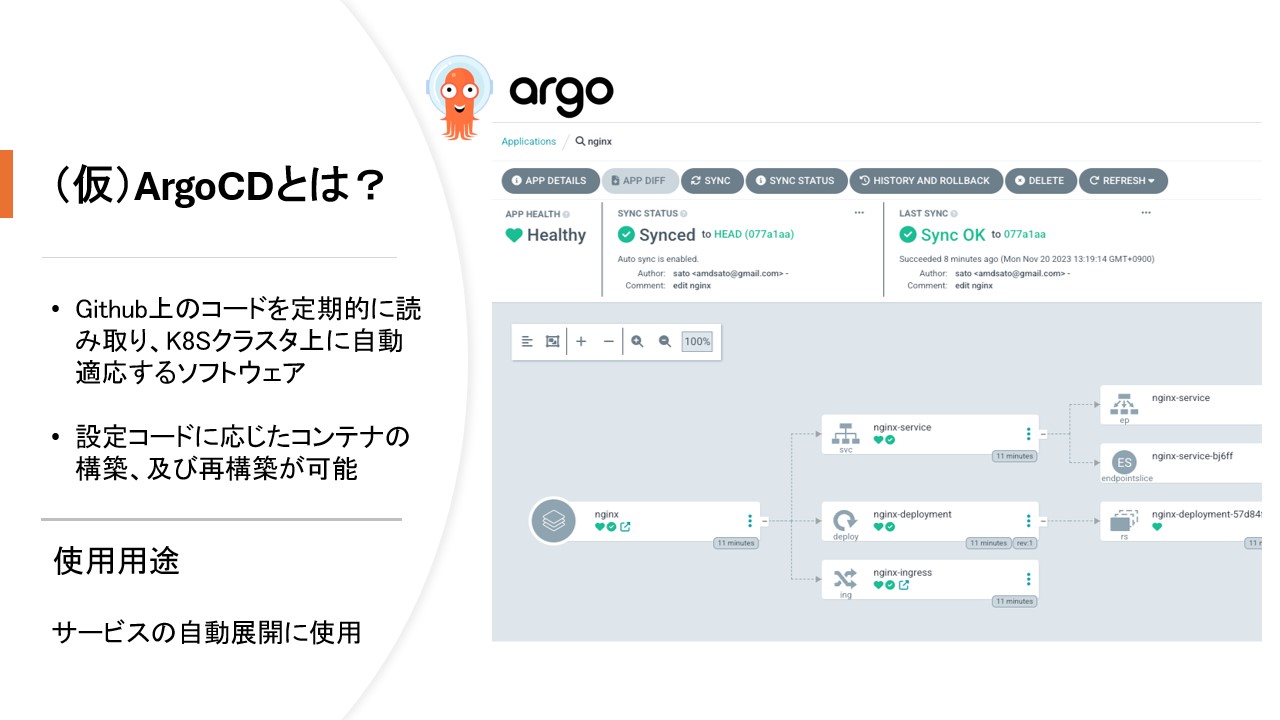 argo
（仮）ArgoCDとは？
• Github上のコードを定期的に読
み取り、K8Sクラスタ上に自動
適応するソフトウェア
• 設定コードに応じたコンテナの
構築、及び再構築が可能
使用用途
サービスの自動展開に使用
Applications / nginx
APP DETAILS APP DIFF SYNC SYNC STATUS HISTORY AND ROLLBACK DELETE REFRESH
APP HEALTH
Healthy
SYNC STATUS
Synced to HEAD (077a1aa)
Auto sync is enabled.
Author: sato <amdsato@gmail.com> -
Comment: edit nginx
LAST SYNC
Sync OK to 077a1aa
Succeeded 8 minutes ago (Mon Nov 20 2023 13:19:14 GMT+0900)
Author: sato <amdsato@gmail.com> -
Comment: edit nginx
100%
nginx
11 minutes
svc
nginx-service
11 minutes
deploy
nginx-deployment
11 minutes rev:1
ing
nginx-ingress
11 minutes
ep
nginx-service
ES
endpointslice
nginx-service-bj6ff
rs
nginx-deployment-57d84